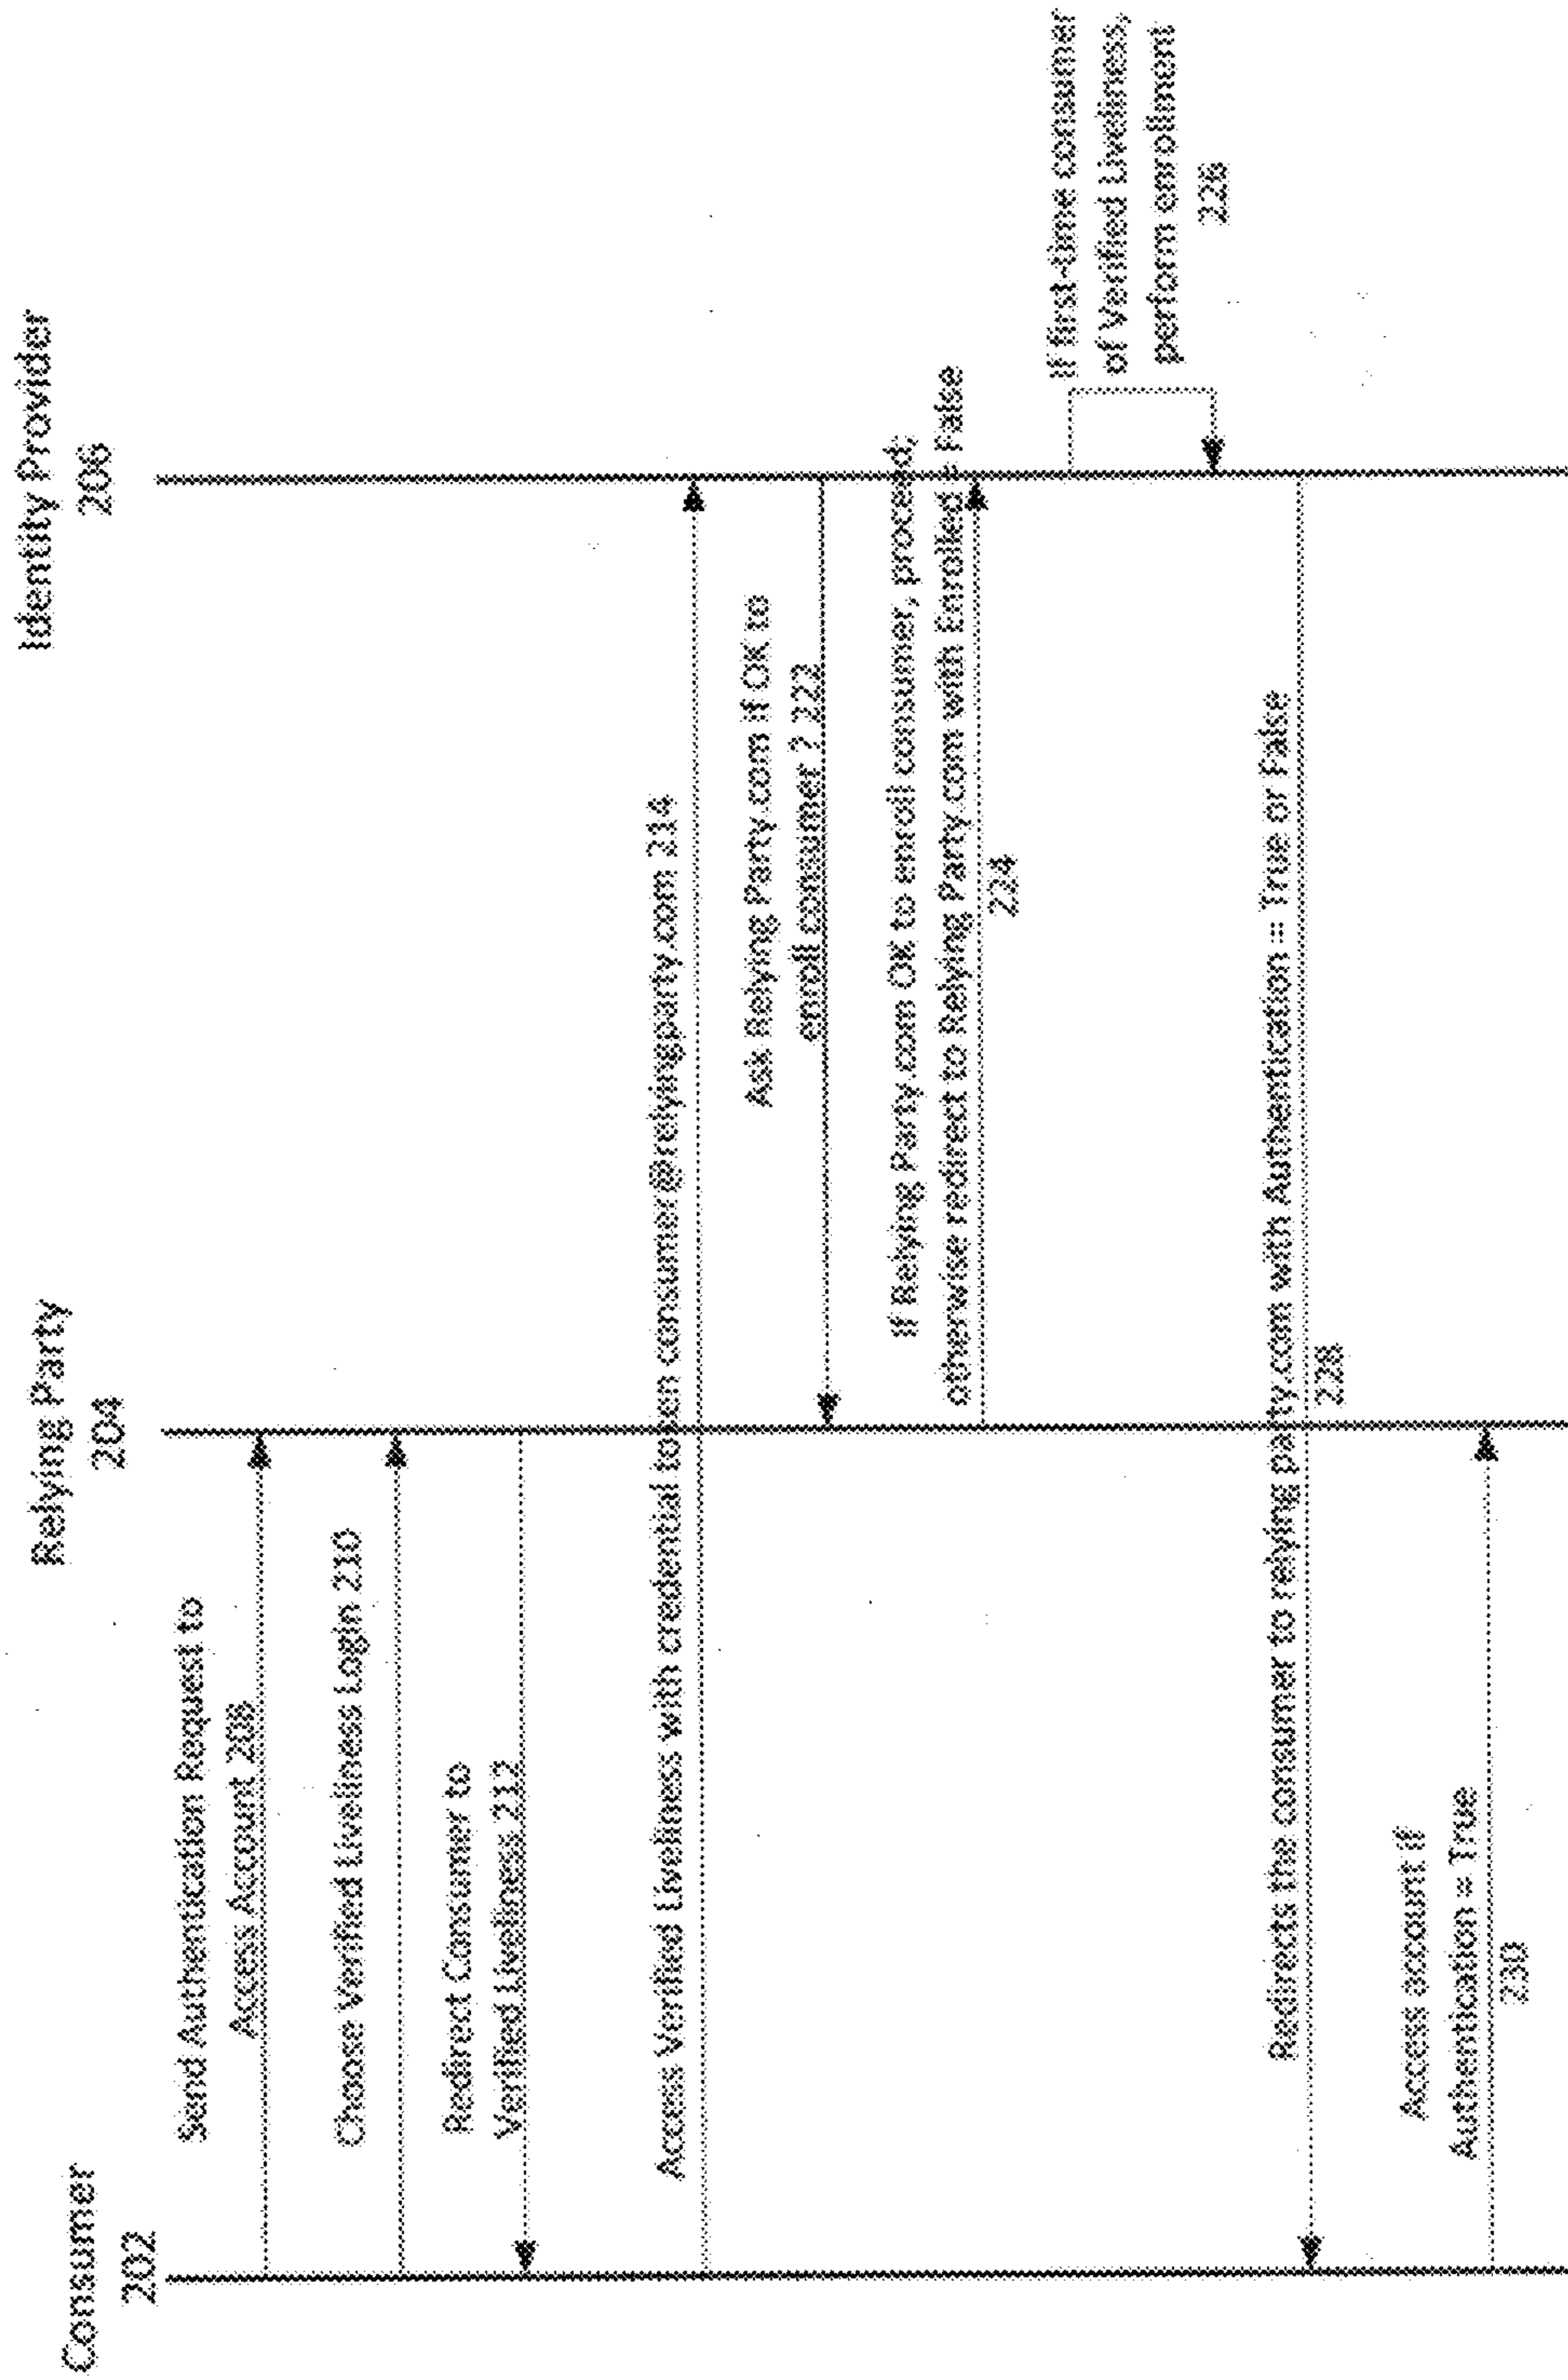 Consumer
202
Relying Party
204
Identity Provider
206
Send Authentication Request to
Access Account 208
Choose Verified Liveliness Login 210
Redirect Consumer to
Verified Liveliness 212
Access Verified Liveliness with credential token consumer@relyingparty.com 214
Ask Relying Party.com if OK to
enroll consumer ? 222
If Relying Party.com OK to enroll consumer, proceed;
otherwise redirect to Relying Party.com with Enrolled = False
224
If first-time consumer
of Verified Liveliness,
perform enrollment
226
Redirects the consumer to relying party.com with Authentication = True or False
228
Access account if
Authentication = True
230